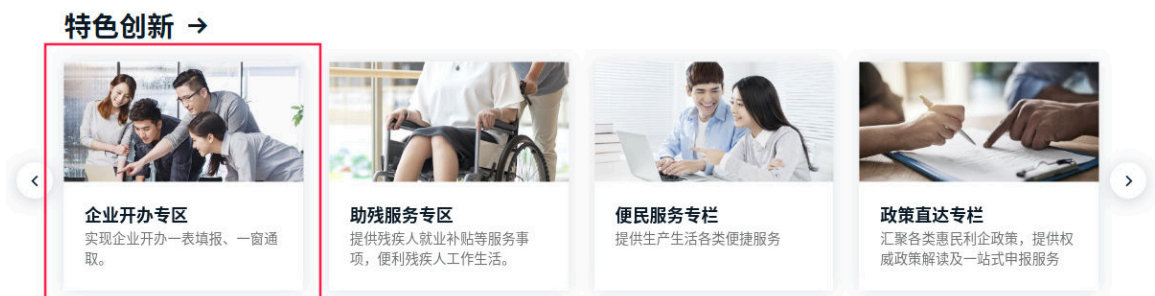 特色创新 →
企业开办专区
实现企业开办一表填报、一窗通
取。
助残服务专区
提供残疾人就业补贴等服务事
项，便利残疾人工作生活。
便民服务专栏
提供生产生活各类便捷服务
政策直达专栏
汇聚各类惠民利企政策，提供权
威政策解读及一站式申报服务